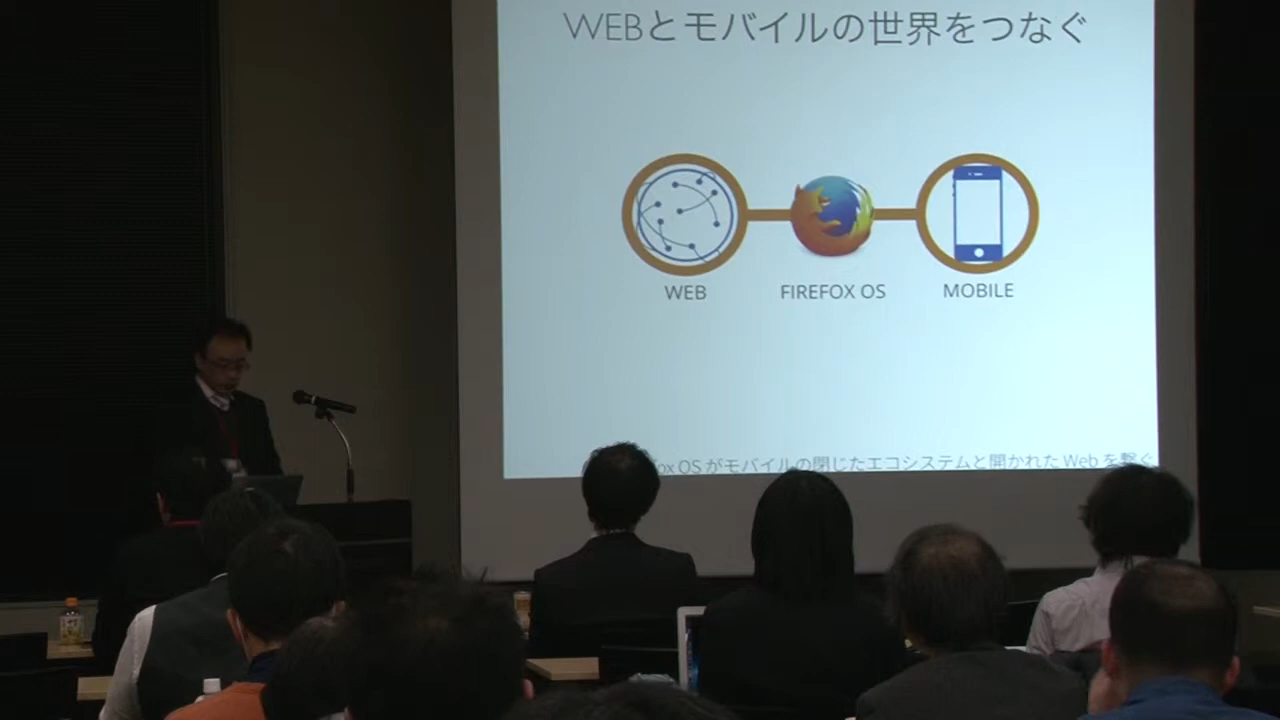 WEBとモバイルの世界をつなぐ
WEB
FIREFOX OS
MOBILE
fox OS がモバイルの閉じたエコシステムと開かれた Web を繋ぐ